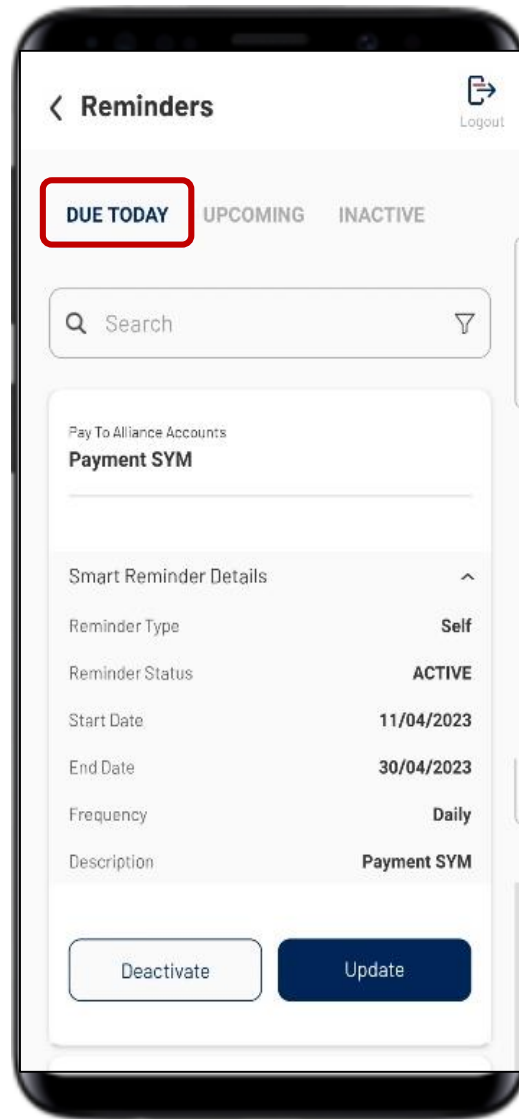 Reminders
Logout
DUE TODAY UPCOMING INACTIVE
Search
Pay To Alliance Accounts
Payment SYM
Smart Reminder Details
Reminder Type Self
Reminder Status ACTIVE
Start Date 11/04/2023
End Date 30/04/2023
Frequency Daily
Description Payment SYM
Deactivate Update